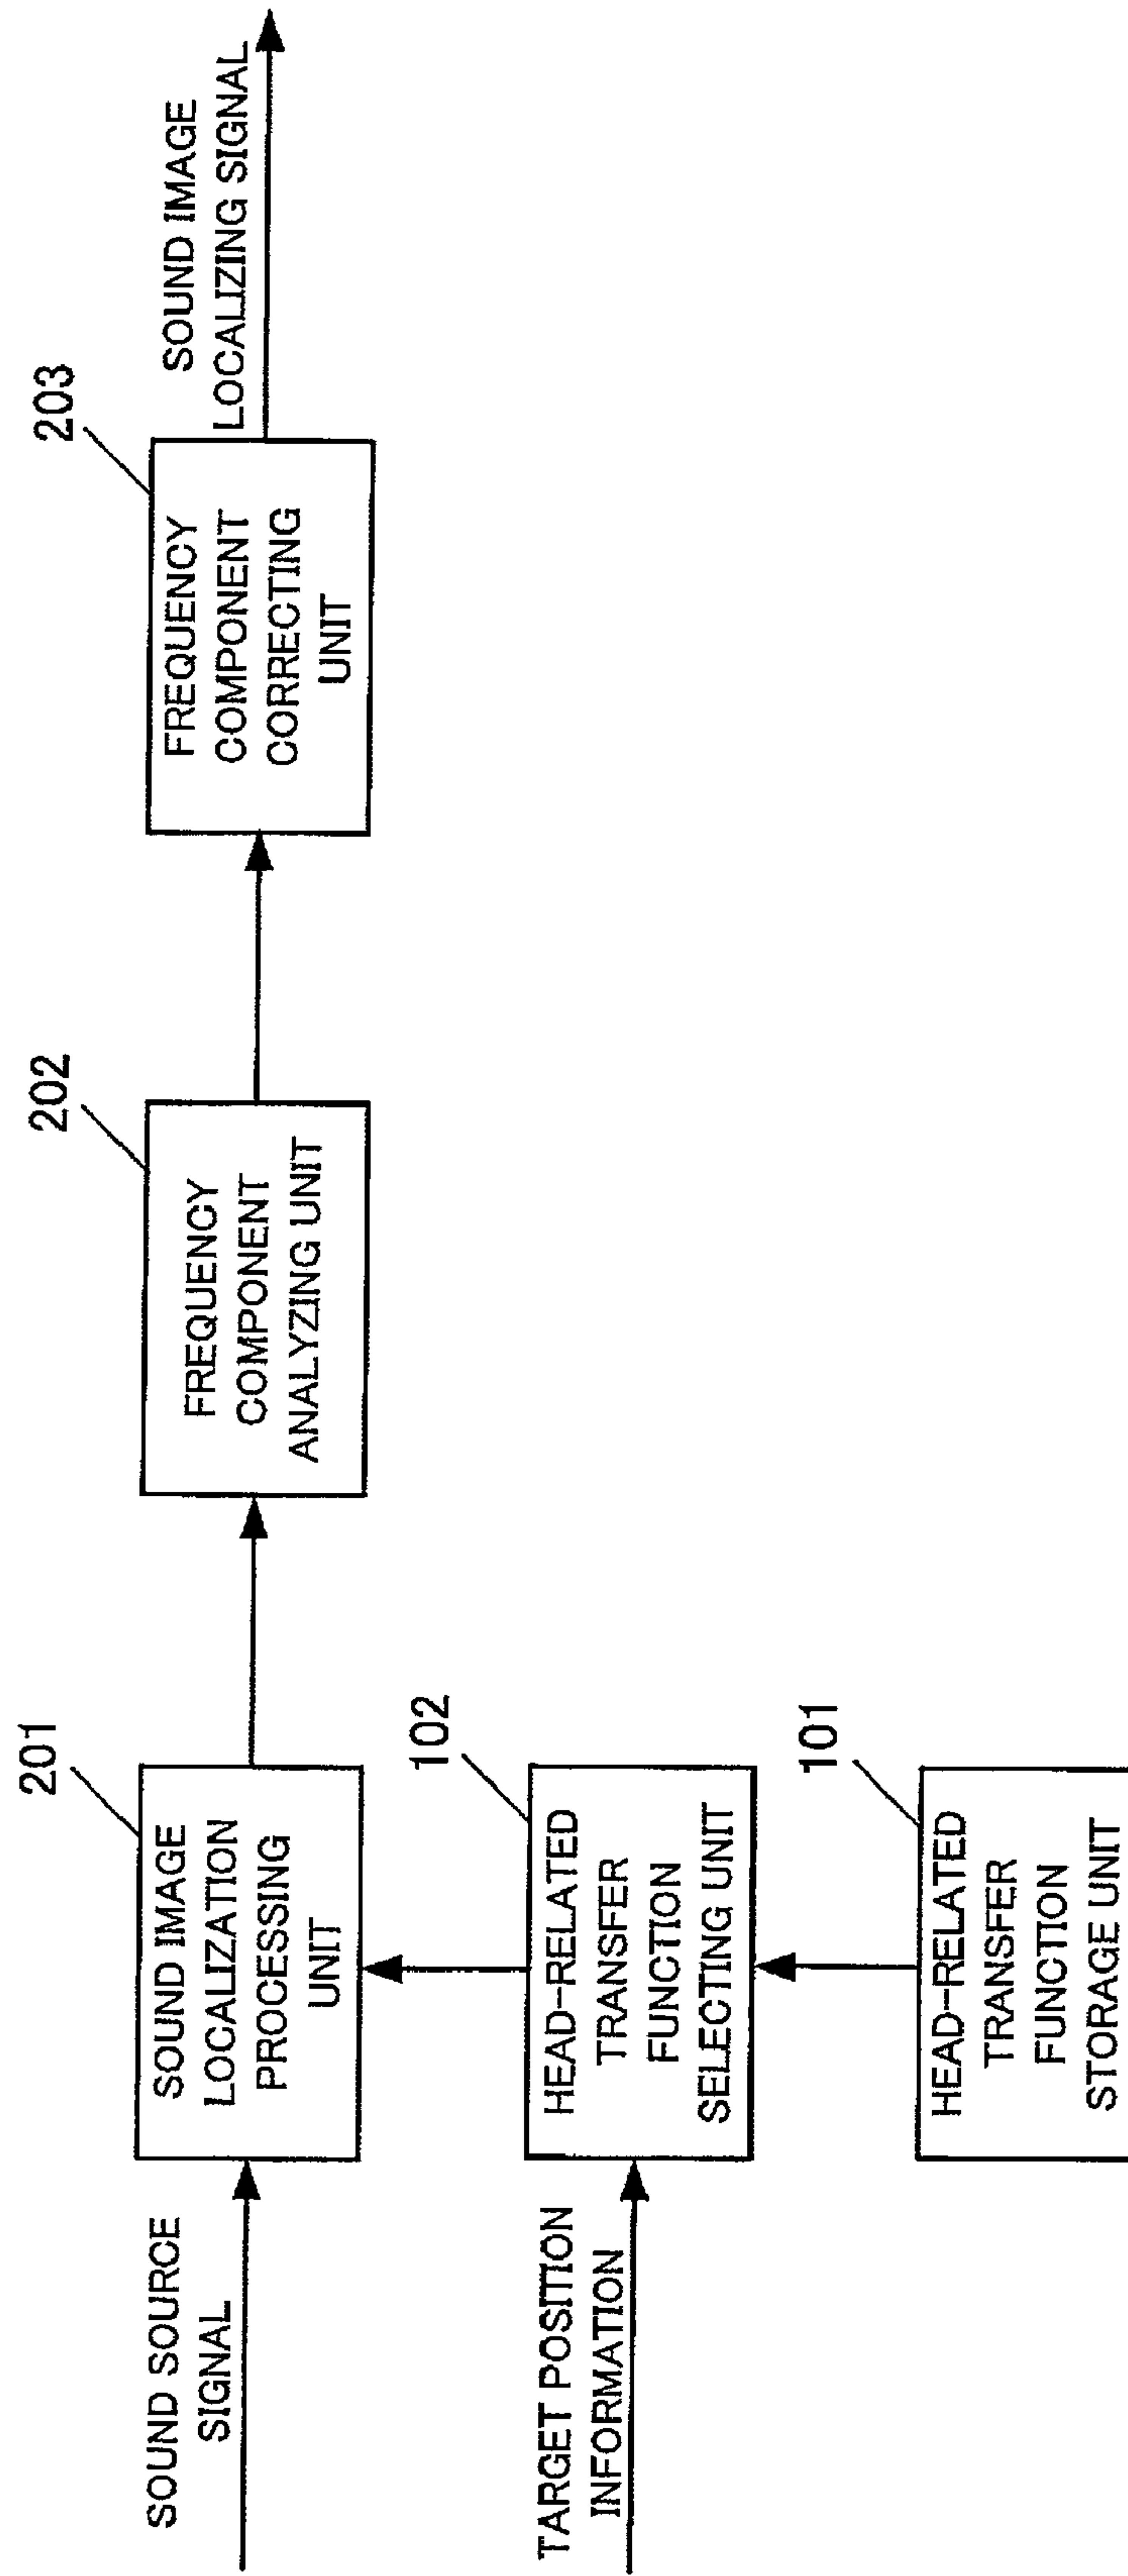 SOUND SOURCE
SIGNAL
201
SOUND IMAGE
LOCALIZATION
PROCESSING
UNIT
202
FREQUENCY
COMPONENT
ANALYZING UNIT
203
FREQUENCY
COMPONENT
CORRECTING
UNIT
SOUND IMAGE
LOCALIZING SIGNAL
TARGET POSITION
INFORMATION
102
HEAD-RELATED
TRANSFER
FUNCTION
SELECTING UNIT
101
HEAD-RELATED
TRANSFER
FUNCTION
STORAGE UNIT